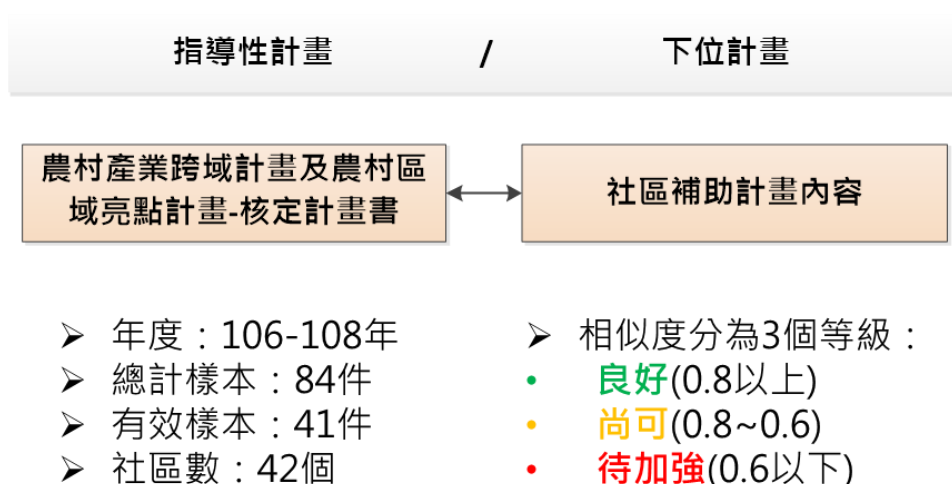 指導性計畫 / 下位計畫
農村產業跨域計畫及農村區
域亮點計畫-核定計畫書
社區補助計畫內容
➢ 年度：106-108年
➢ 總計樣本：84件
➢ 有效樣本：41件
➢ 社區數：42個
➢ 相似度分為3個等級：
• 良好(0.8以上)
• 尚可(0.8~0.6)
• 待加強(0.6以下)